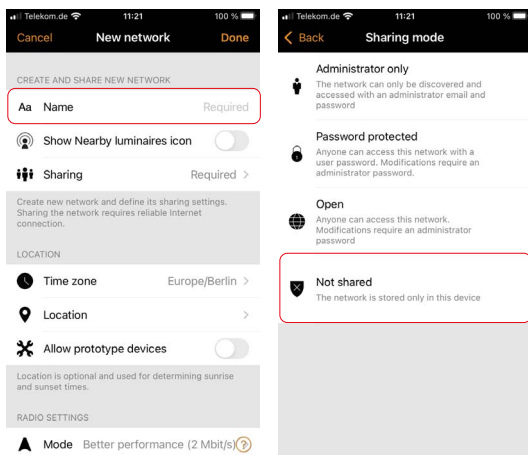 Telekom.de 11:21 100 %
Cancel New network Done
CREATE AND SHARE NEW NETWORK
Aa Name Required
Show Nearby luminaires icon
Sharing Required >
Create new network and define its sharing settings.
Sharing the network requires reliable Internet
connection.
LOCATION
Time zone Europe/Berlin >
Location >
Allow prototype devices
Location is optional and used for determining sunrise
and sunset times.
RADIO SETTINGS
Mode Better performance (2 Mbit/s) ?
Telekom.de 11:21 100 %
< Back Sharing mode
Administrator only
The network can only be discovered and
accessed with an administrator email and
password
Password protected
Anyone can access this network with a
user password. Modifications require an
administrator password.
Open
Anyone can access this network.
Modifications require an administrator
password
Not shared
The network is stored only in this device